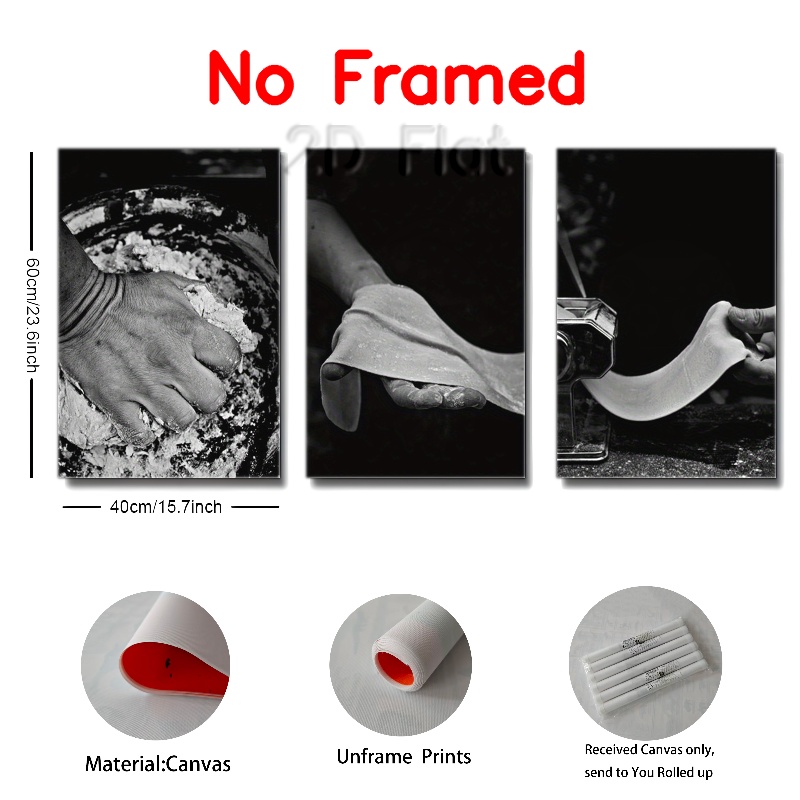 No Framed
2D Flat
60cm/23.6inch
40cm/15.7inch
Material:Canvas
Unframe Prints
Received Canvas only,
send to You Rolled up